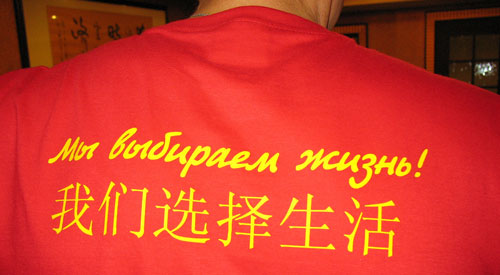 Мы выбираем жизнь!
我们选择生活